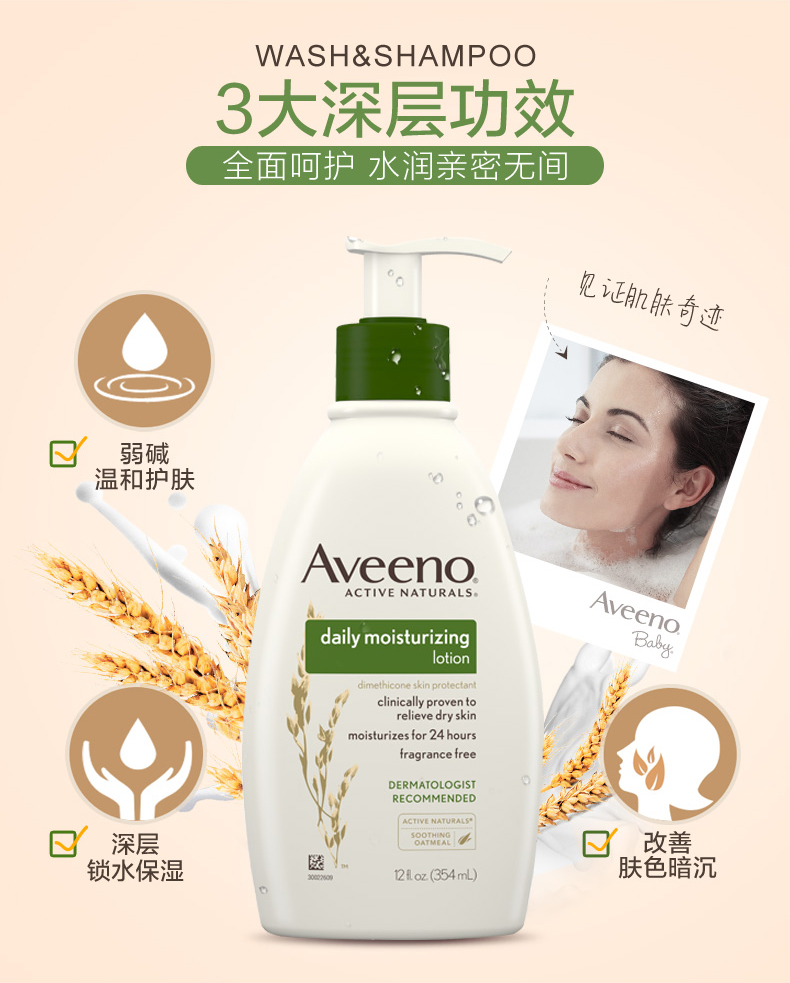 WASH&SHAMPOO
3大深层功效
全面呵护 水润亲密无间
见证肌肤奇迹
弱碱
温和护肤
Aveeno®
ACTIVE NATURALS®
daily moisturizing
lotion
dimethicone skin protectant
clinically proven to
relieve dry skin
moisturizes for 24 hours
fragrance free
DERMATOLOGIST
RECOMMENDED
ACTIVE NATURALS®
SOOTHING
OATMEAL
TM
30022609
12 fl. oz. (354 mL)
Aveeno®
Baby®
深层
锁水保湿
改善
肤色暗沉